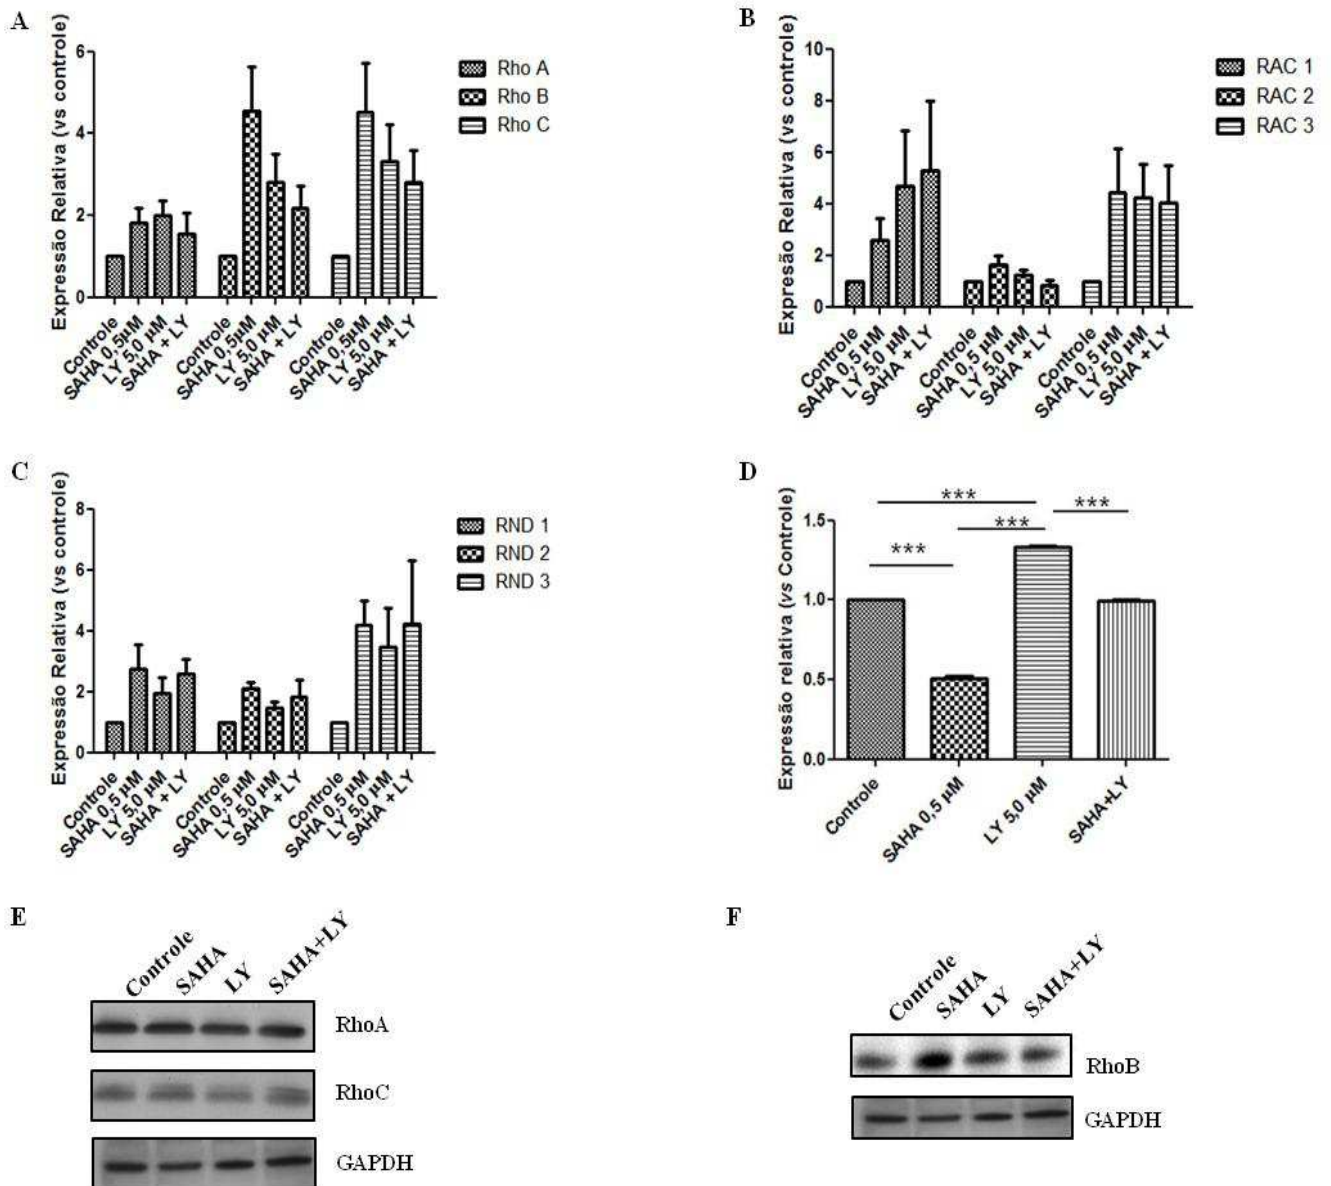 A
Expressão Relativa (vs controle)
6
4
2
0
Controle
SAHA 0,5µM
LY 5,0 µM
SAHA + LY
Controle
SAHA 0,5µM
LY 5,0 µM
SAHA + LY
Controle
SAHA 0,5µM
LY 5,0 µM
SAHA + LY
Rho A
Rho B
Rho C
B
Expresão Relativa (vs controle)
10
8
6
4
2
0
Controle
SAHA 0,5 µM
LY 5,0 µM
SAHA + LY
Controle
SAHA 0,5 µM
LY 5,0 µM
SAHA + LY
Controle
SAHA 0,5 µM
LY 5,0 µM
SAHA + LY
RAC 1
RAC 2
RAC 3
C
Expressão Relativa (vs controle)
8
6
4
2
0
Controle
SAHA 0,5 µM
LY 5,0 µM
SAHA + LY
Controle
SAHA 0,5 µM
LY 5,0 µM
SAHA + LY
Controle
SAHA 0,5 µM
LY 5,0 µM
SAHA + LY
RND 1
RND 2
RND 3
D
Expressão relativa (vs Controle)
1.5
1.0
0.5
0.0
***
***
***
***
Controle
SAHA 0,5 µM
LY 5,0 µM
SAHA+LY
E
Controle
SAHA
LY
SAHA+LY
RhoA
RhoC
GAPDH
F
Controle
SAHA
LY
SAHA+LY
RhoB
GAPDH